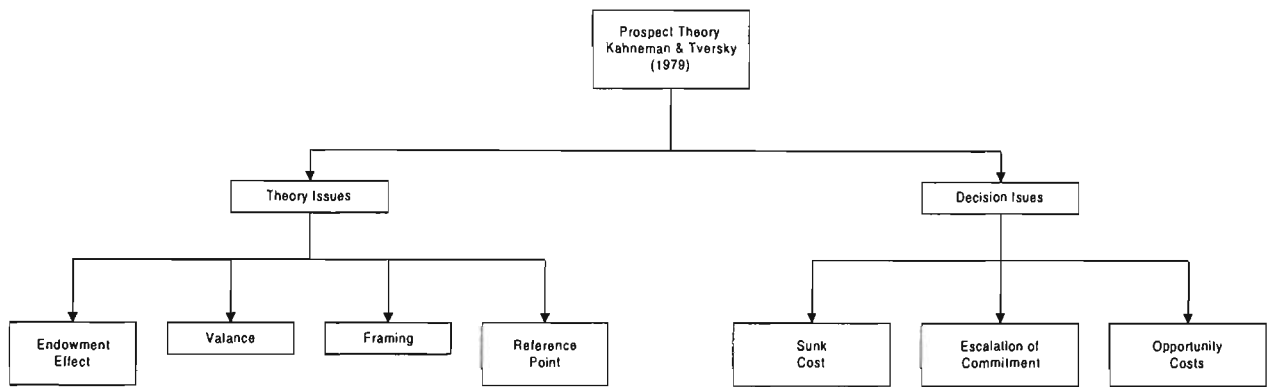 Prospect Theory
Kahneman & Tversky
(1979)
Theory Issues
Decision Isues
Endowment
Effect
Valance
Framing
Reference
Point
Sunk
Cost
Escalation of
Commitment
Opportunity
Costs